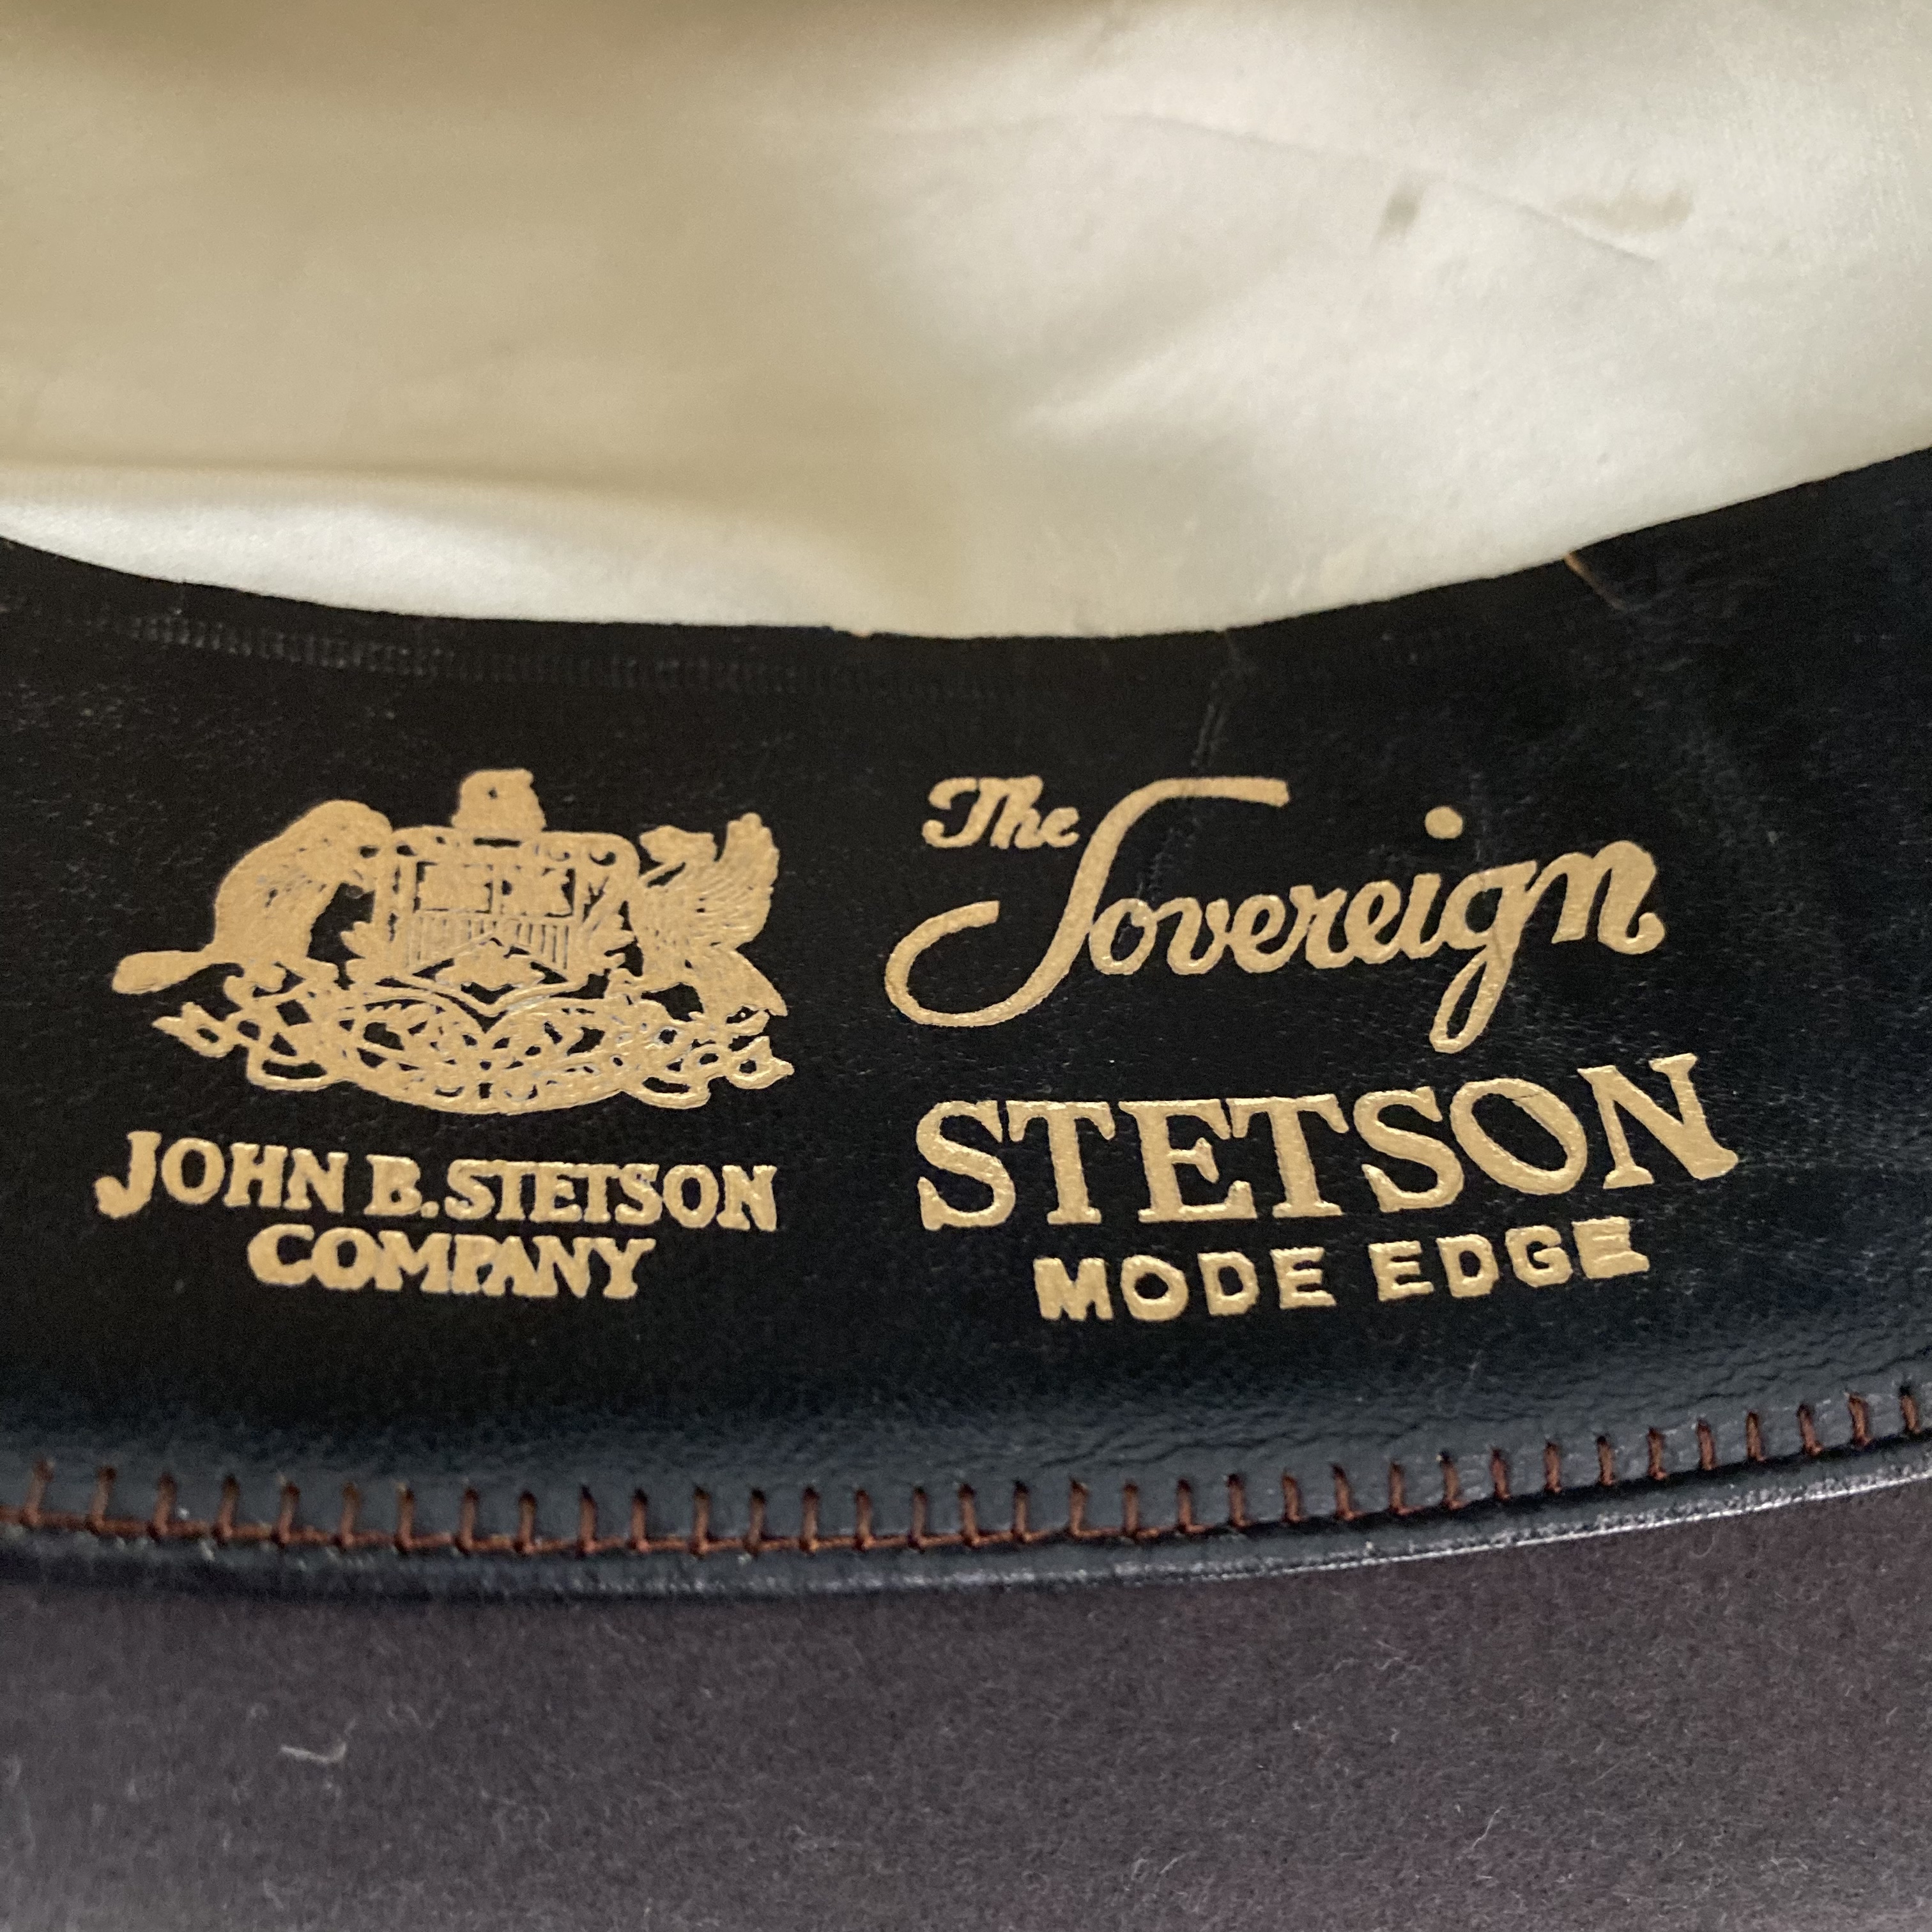 JOHN B. STETSON
COMPANY
The Sovereign
STETSON
MODE EDGE